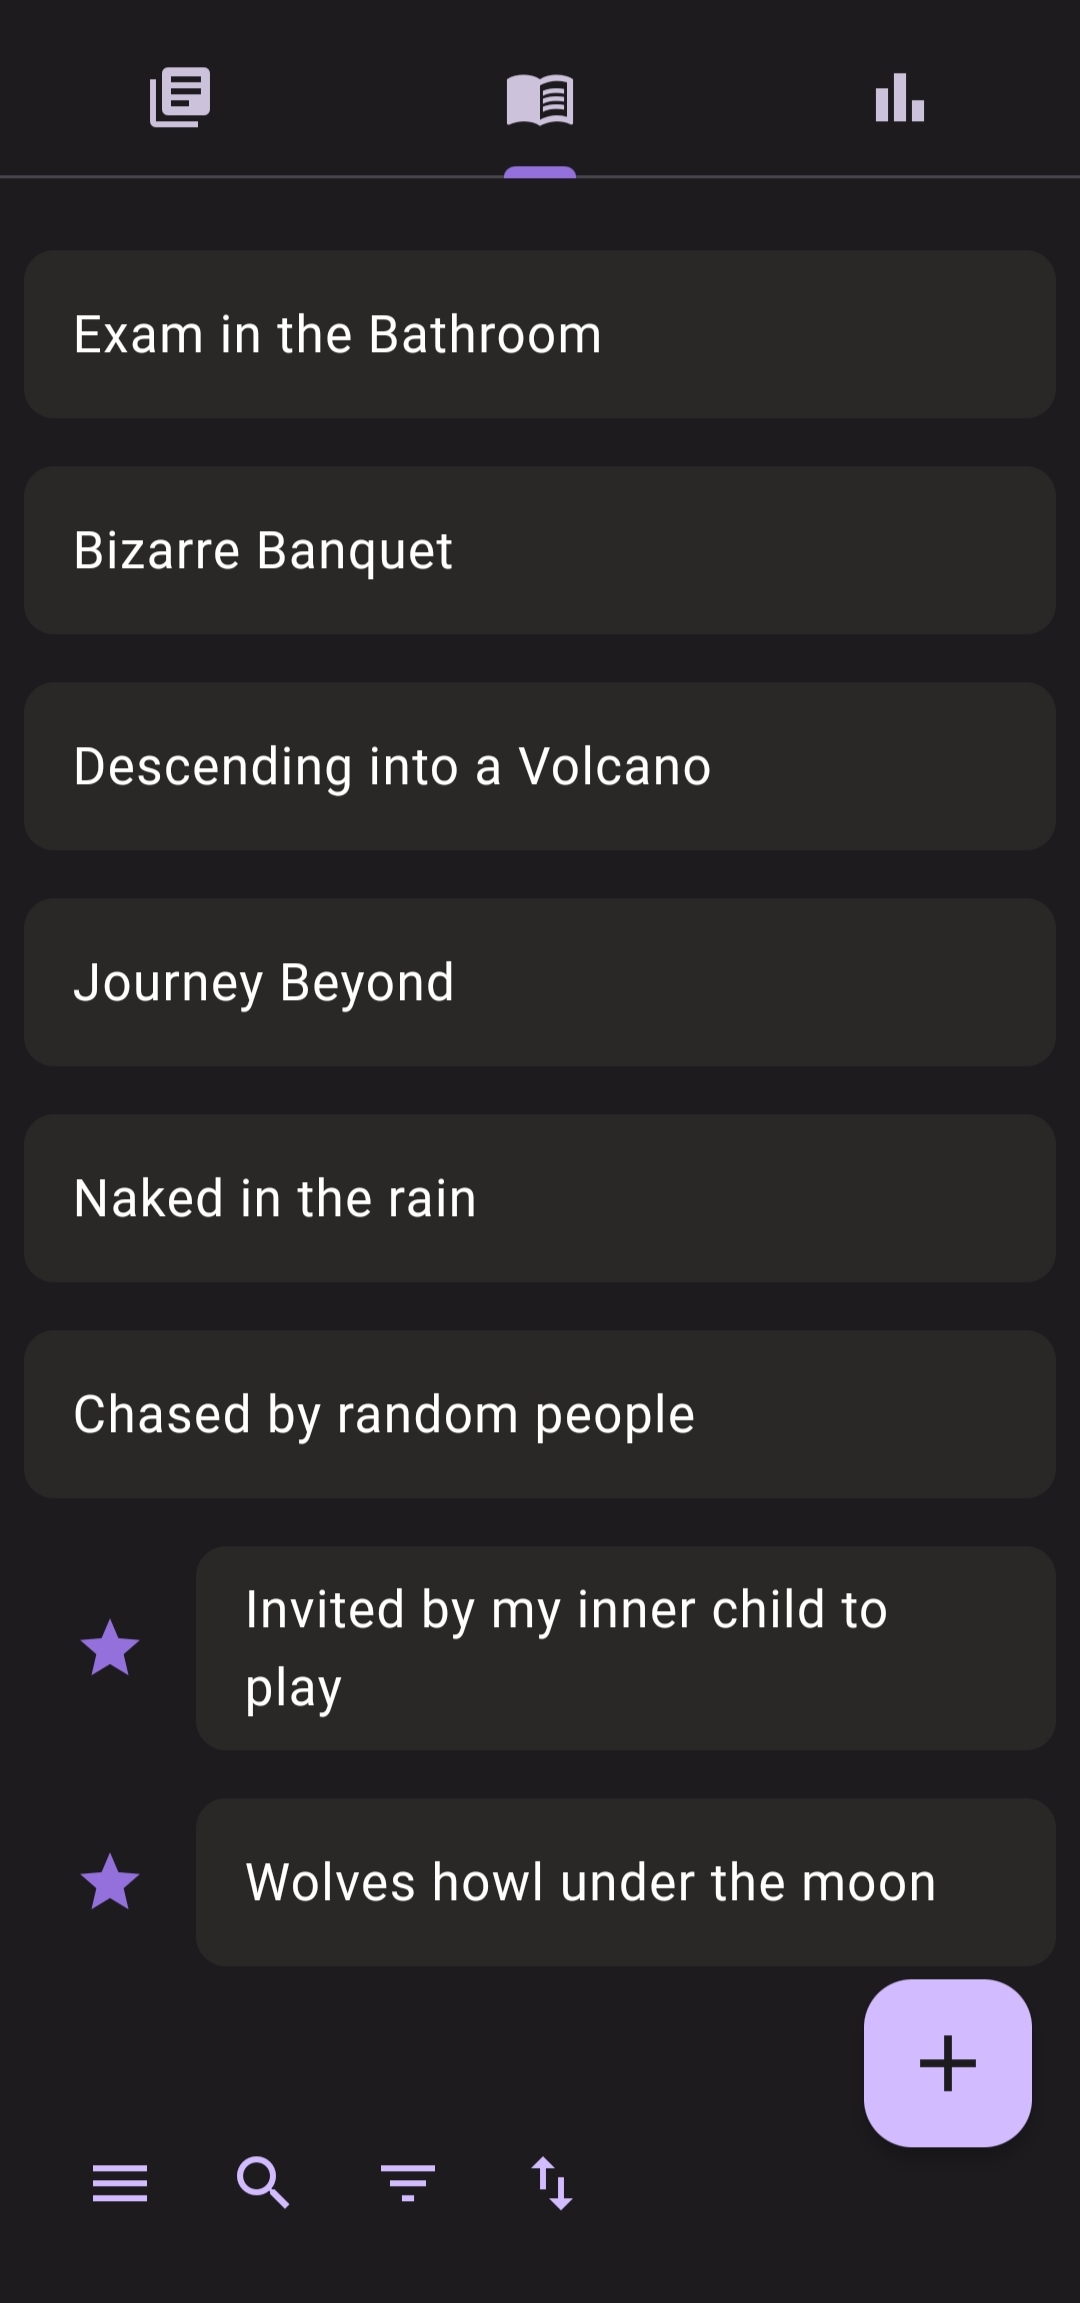 Exam in the Bathroom
Bizarre Banquet
Descending into a Volcano
Journey Beyond
Naked in the rain
Chased by random people
Invited by my inner child to
play
Wolves howl under the moon